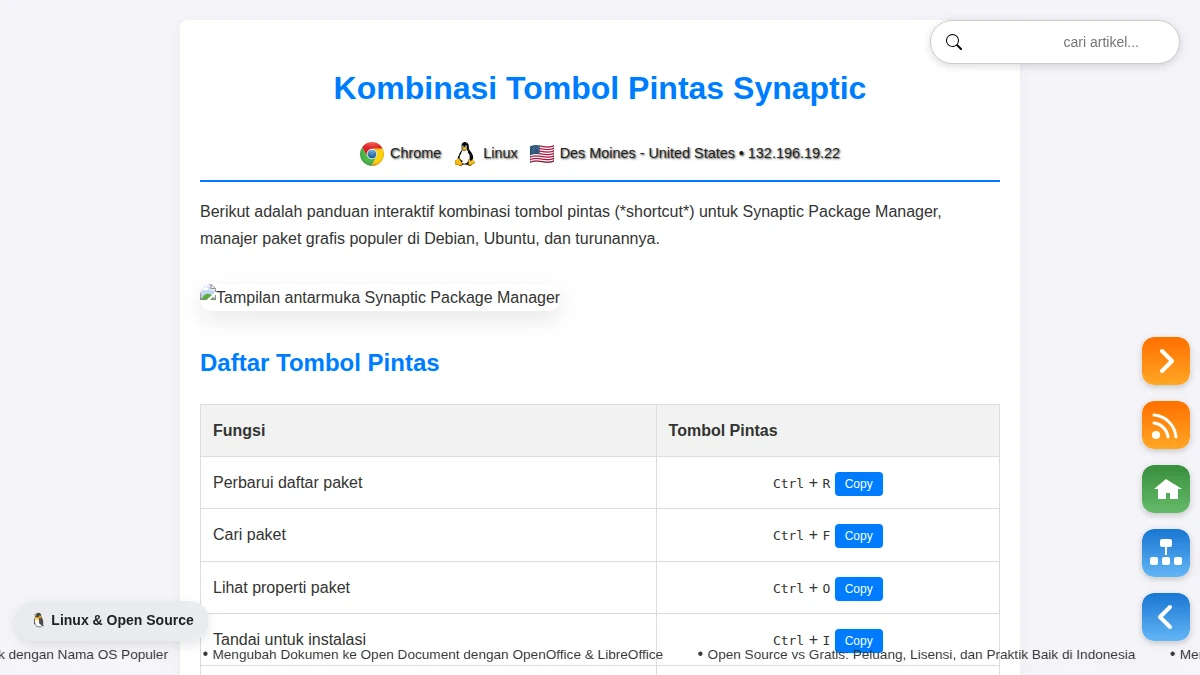 cari artikel...
Kombinasi Tombol Pintas Synaptic
Chrome Linux Des Moines - United States • 132.196.19.22
Berikut adalah panduan interaktif kombinasi tombol pintas (*shortcut*) untuk Synaptic Package Manager,
manajer paket grafis populer di Debian, Ubuntu, dan turunannya.
Tampilan antarmuka Synaptic Package Manager
Daftar Tombol Pintas
Fungsi Tombol Pintas
Perbarui daftar paket Ctrl + R Copy
Cari paket Ctrl + F Copy
Lihat properti paket Ctrl + O Copy
Linux & Open Source
Tandai untuk instalasi Ctrl + I Copy
k dengan Nama OS Populer • Mengubah Dokumen ke Open Document dengan OpenOffice & LibreOffice • Open Source vs Gratis: Peluang, Lisensi, dan Praktik Baik di Indonesia • Me